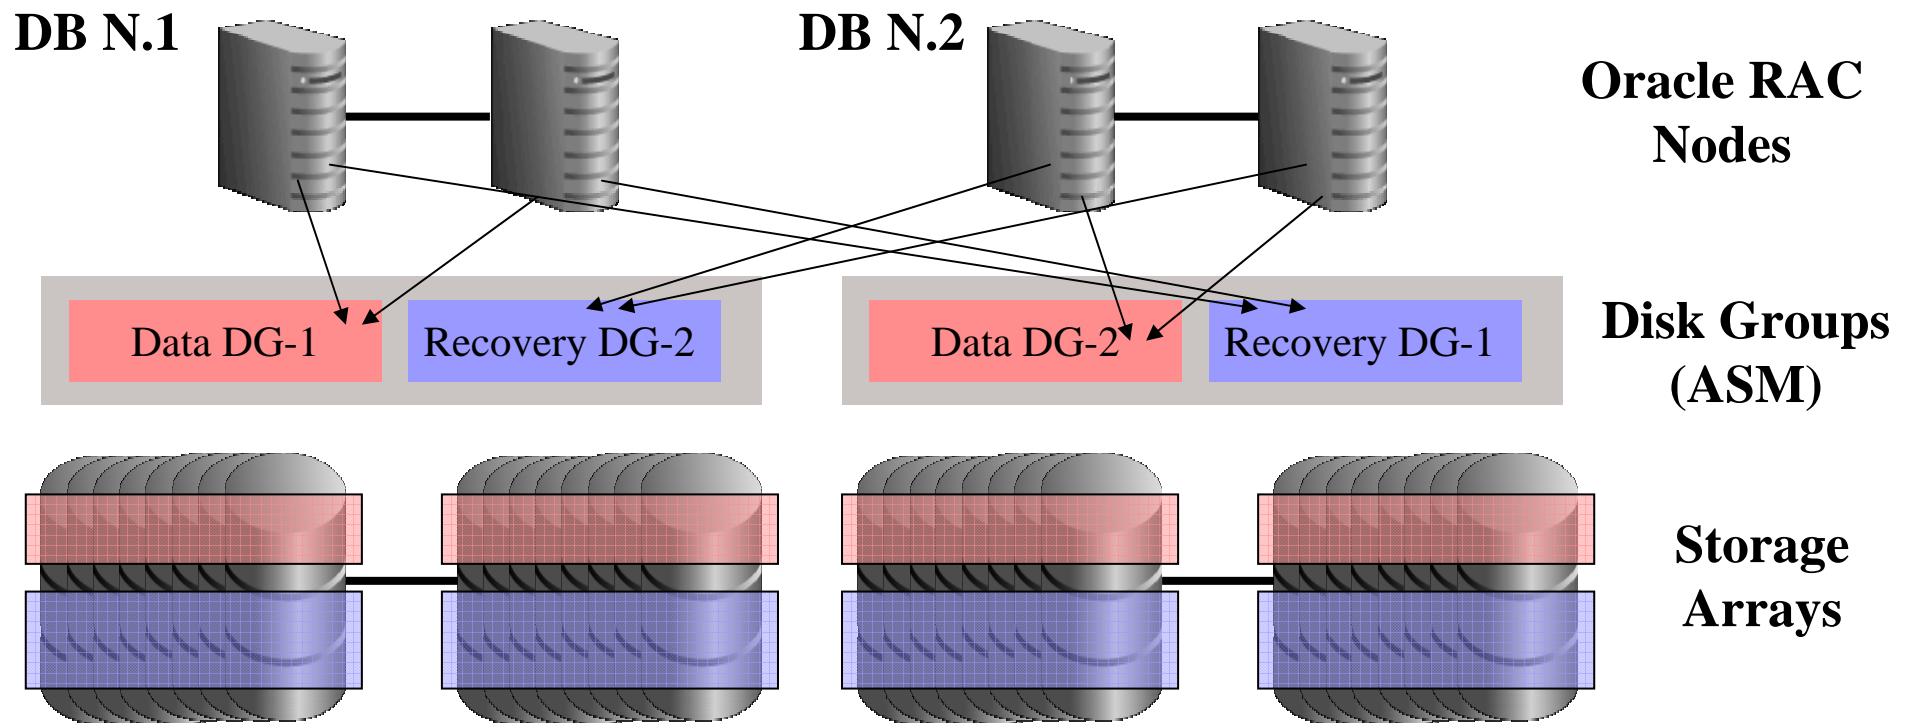 DB N.1
DB N.2
Oracle RAC
Nodes
Data DG-1
Recovery DG-2
Data DG-2
Recovery DG-1
Disk Groups
(ASM)
Storage
Arrays